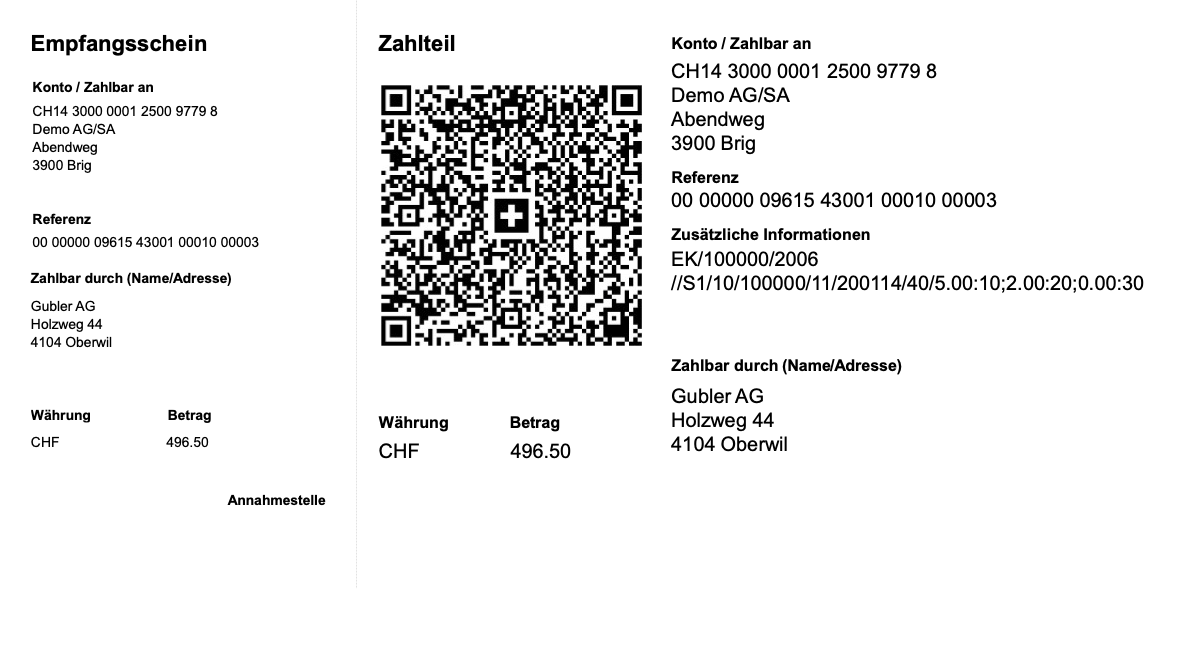 Empfangsschein
Konto / Zahlbar an
CH14 3000 0001 2500 9779 8
Demo AG/SA
Abendweg
3900 Brig
Referenz
00 00000 09615 43001 00010 00003
Zahlbar durch (Name/Adresse)
Gubler AG
Holzweg 44
4104 Oberwil
Währung Betrag
CHF 496.50
Annahmestelle
Zahlteil
Währung Betrag
CHF 496.50
Konto / Zahlbar an
CH14 3000 0001 2500 9779 8
Demo AG/SA
Abendweg
3900 Brig
Referenz
00 00000 09615 43001 00010 00003
Zusätzliche Informationen
EK/100000/2006
//S1/10/100000/11/200114/40/5.00:10;2.00:20;0.00:30
Zahlbar durch (Name/Adresse)
Gubler AG
Holzweg 44
4104 Oberwil